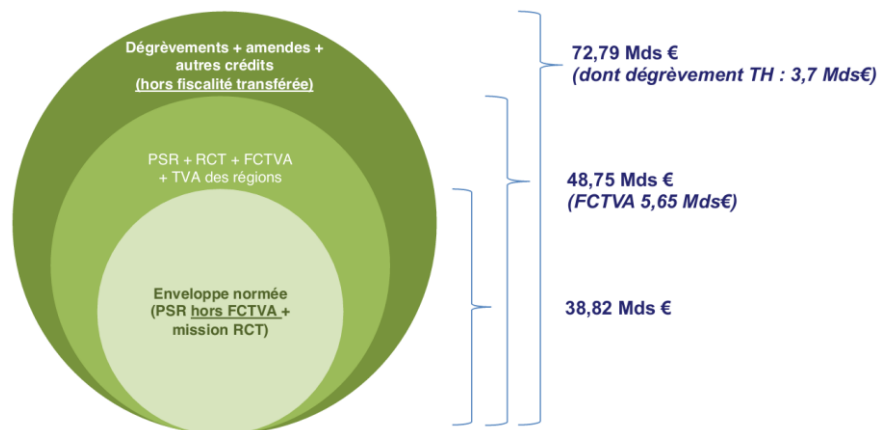 Dégrèvements + amendes +
autres crédits
(hors fiscalité transférée)
72,79 Mds €
(dont dégrèvement TH : 3,7 Mds€)
PSR + RCT + FCTVA
+ TVA des régions
48,75 Mds €
(FCTVA 5,65 Mds€)
Enveloppe normée
(PSR hors FCTVA +
mission RCT)
38,82 Mds €